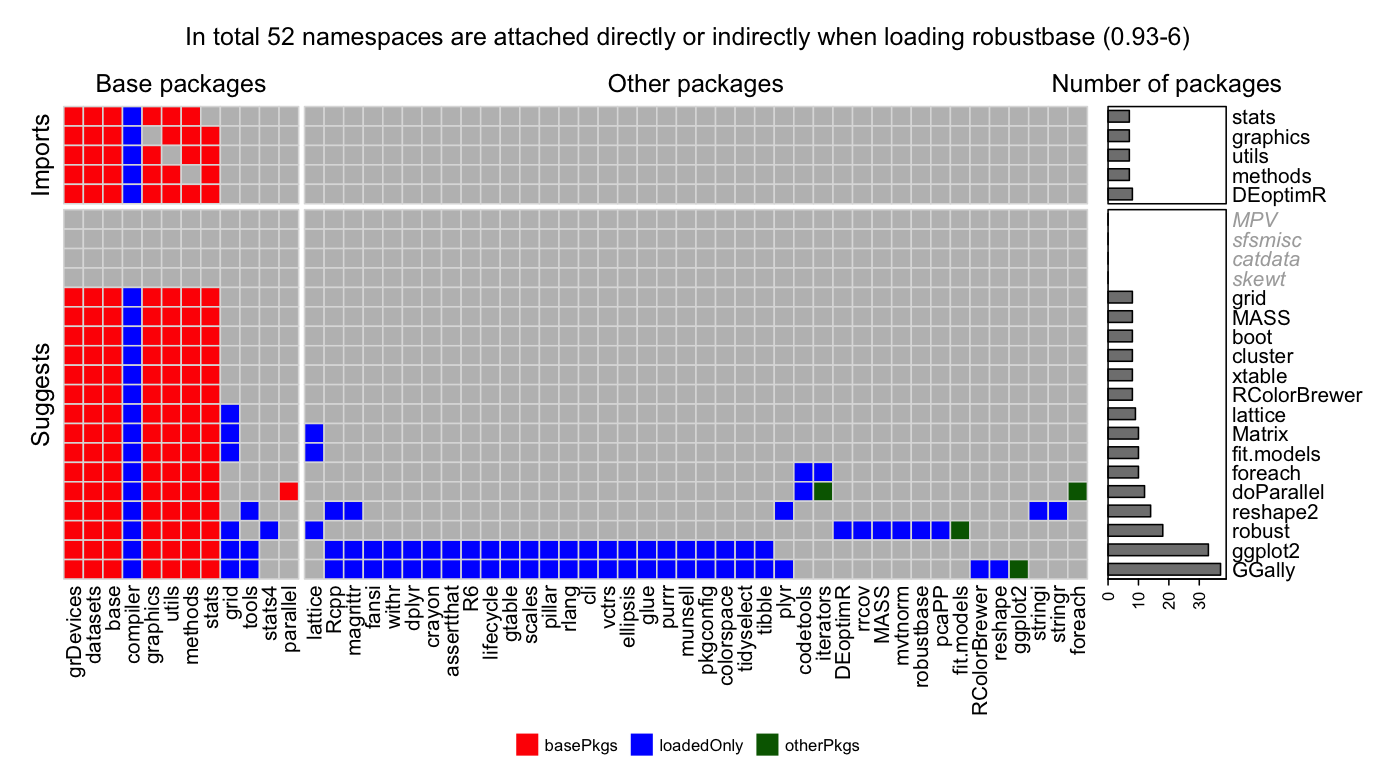 In total 52 namespaces are attached directly or indirectly when loading robustbase (0.93-6)
Base packages
Other packages
Number of packages
Imports
stats
graphics
utils
methods
DEoptimR
Suggests
MPV
sfsmisc
catdata
skewt
grid
MASS
boot
cluster
xtable
RColorBrewer
lattice
Matrix
fit.models
foreach
doParallel
reshape2
robust
ggplot2
GGally
grDevices
datasets
base
compiler
graphics
utils
methods
stats
grid
tools
stats4
parallel
lattice
Rcpp
magrittr
fansi
withr
dplyr
crayon
assertthat
R6
lifecycle
gtable
scales
pillar
rlang
cli
vctrs
ellipsis
glue
purrr
munsell
pkgconfig
colorspace
tidyselect
tibble
plyr
codetools
iterators
DEoptimR
rrcov
MASS
mvtnorm
robustbase
pcaPP
fit.models
RColorBrewer
reshape
ggplot2
stringi
stringr
foreach
0
10
20
30
basePkgs
loadedOnly
otherPkgs